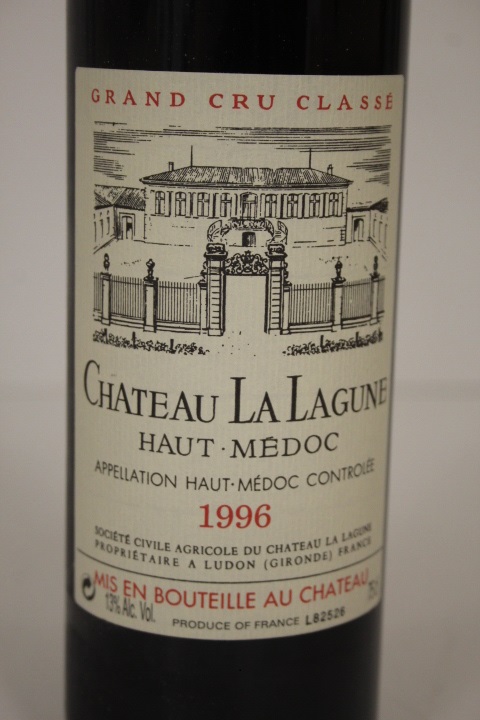 GRAND CRU CLASSÉ
CHATEAU LA LAGUNE
HAUT·MÉDOC
APPELLATION HAUT·MÉDOC CONTROLÉE
1996
SOCIÉTÉ CIVILE AGRICOLE DU CHATEAU LA LAGUNE
PROPRIÉTAIRE A LUDON (GIRONDE) FRANCE
MIS EN BOUTEILLE AU CHATEAU
13% Alc. Vol.
PRODUCE OF FRANCE L82526